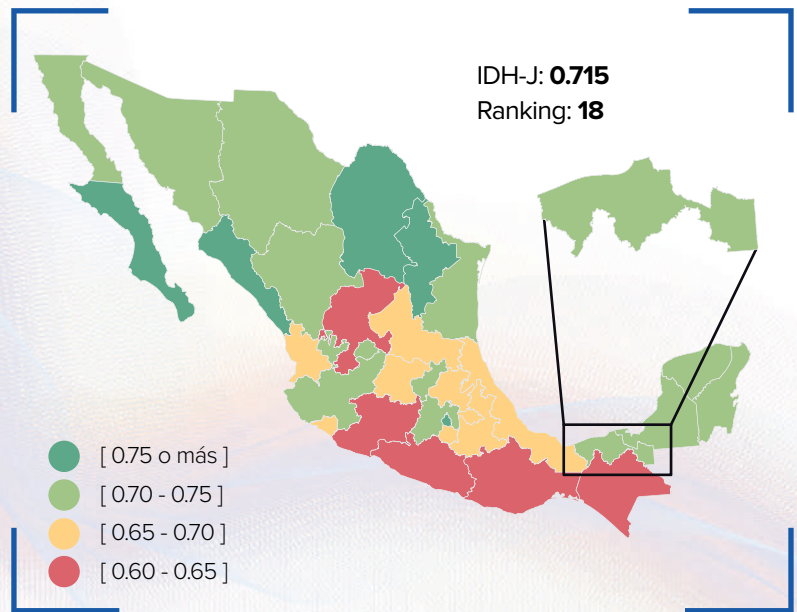 IDH-J: 0.715
Ranking: 18
[ 0.75 o más ]
[ 0.70 - 0.75 ]
[ 0.65 - 0.70 ]
[ 0.60 - 0.65 ]